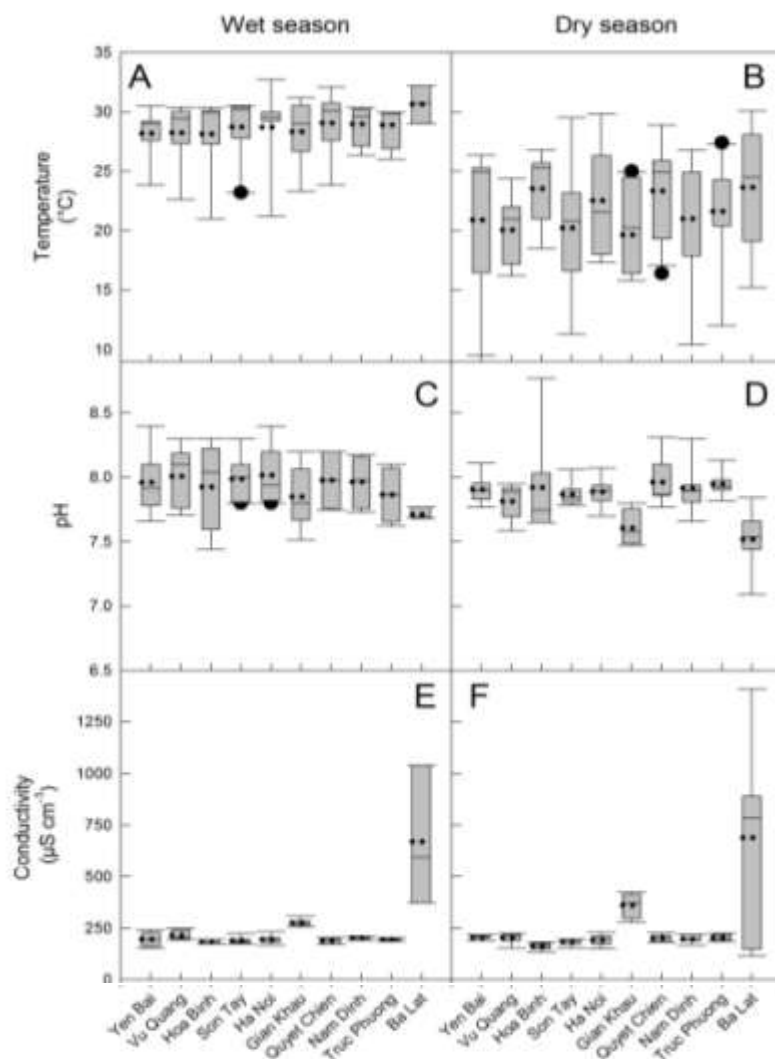 Wet season
Dry season
Temperature
(°C)
35
30
25
20
15
10
A
B
pH
8.5
8.0
7.5
7.0
6.5
C
D
Conductivity
(µS cm⁻¹)
1250
1000
750
500
250
0
E
F
Yen Bai
Vu Quang
Hoa Binh
Son Tay
Ha Noi
Gian Khau
Quyet Chien
Nam Dinh
Truc Phuong
Ba Lat
Yen Bai
Vu Quang
Hoa Binh
Son Tay
Ha Noi
Gian Khau
Quyet Chien
Nam Dinh
Truc Phuong
Ba Lat